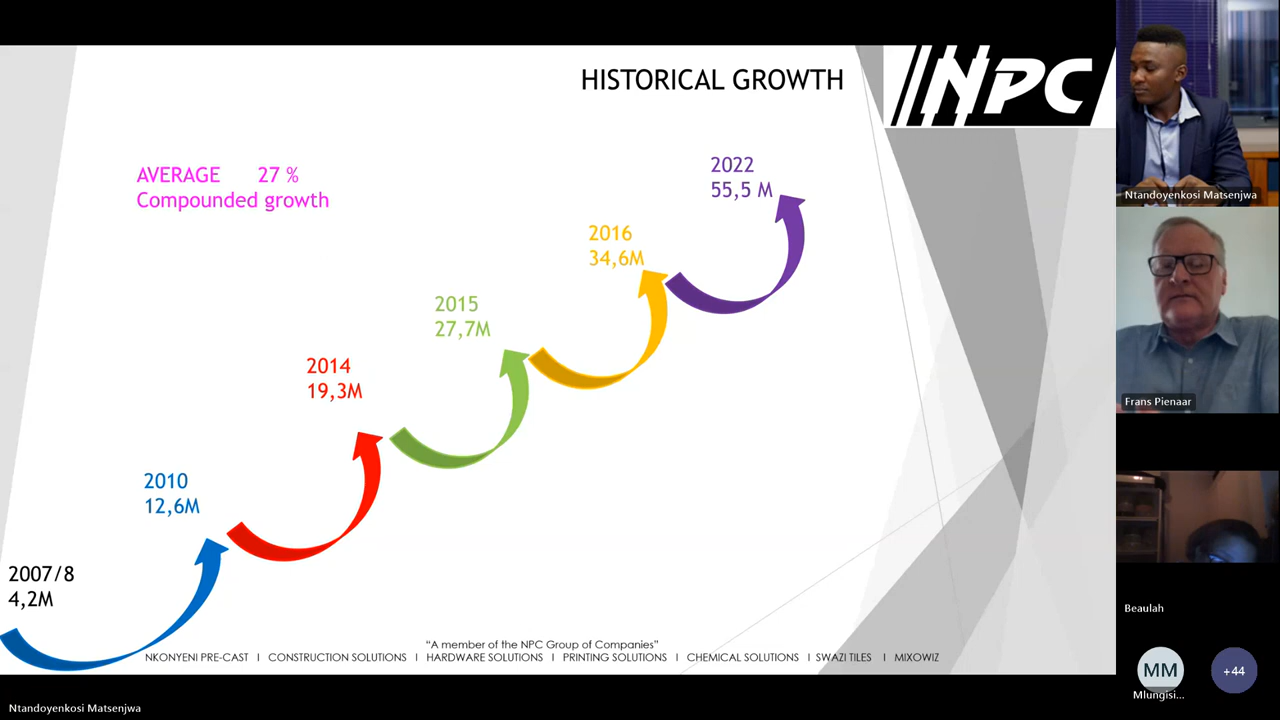 HISTORICAL GROWTH
NPC
AVERAGE 27 %
Compounded growth
2022
55,5 M
2016
34,6M
2015
27,7M
2014
19,3M
2010
12,6M
2007/8
4,2M
“A member of the NPC Group of Companies”
NKONYENI PRE-CAST I CONSTRUCTION SOLUTIONS I HARDWARE SOLUTIONS I PRINTING SOLUTIONS I CHEMICAL SOLUTIONS I SWAZI TILES I MIXOWIZ
Ntandoyenkosi Matsenjwa
Ntandoyenkosi Matsenjwa
Frans Pienaar
Beaulah
MM
Mlungisi...
+44